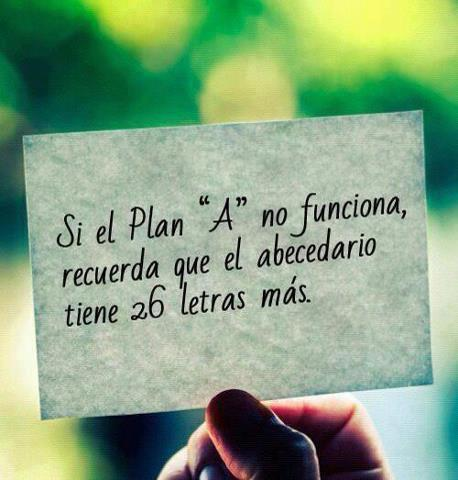 Si el Plan “A” no funciona,
recuerda que el abecedario
tiene 26 letras más.